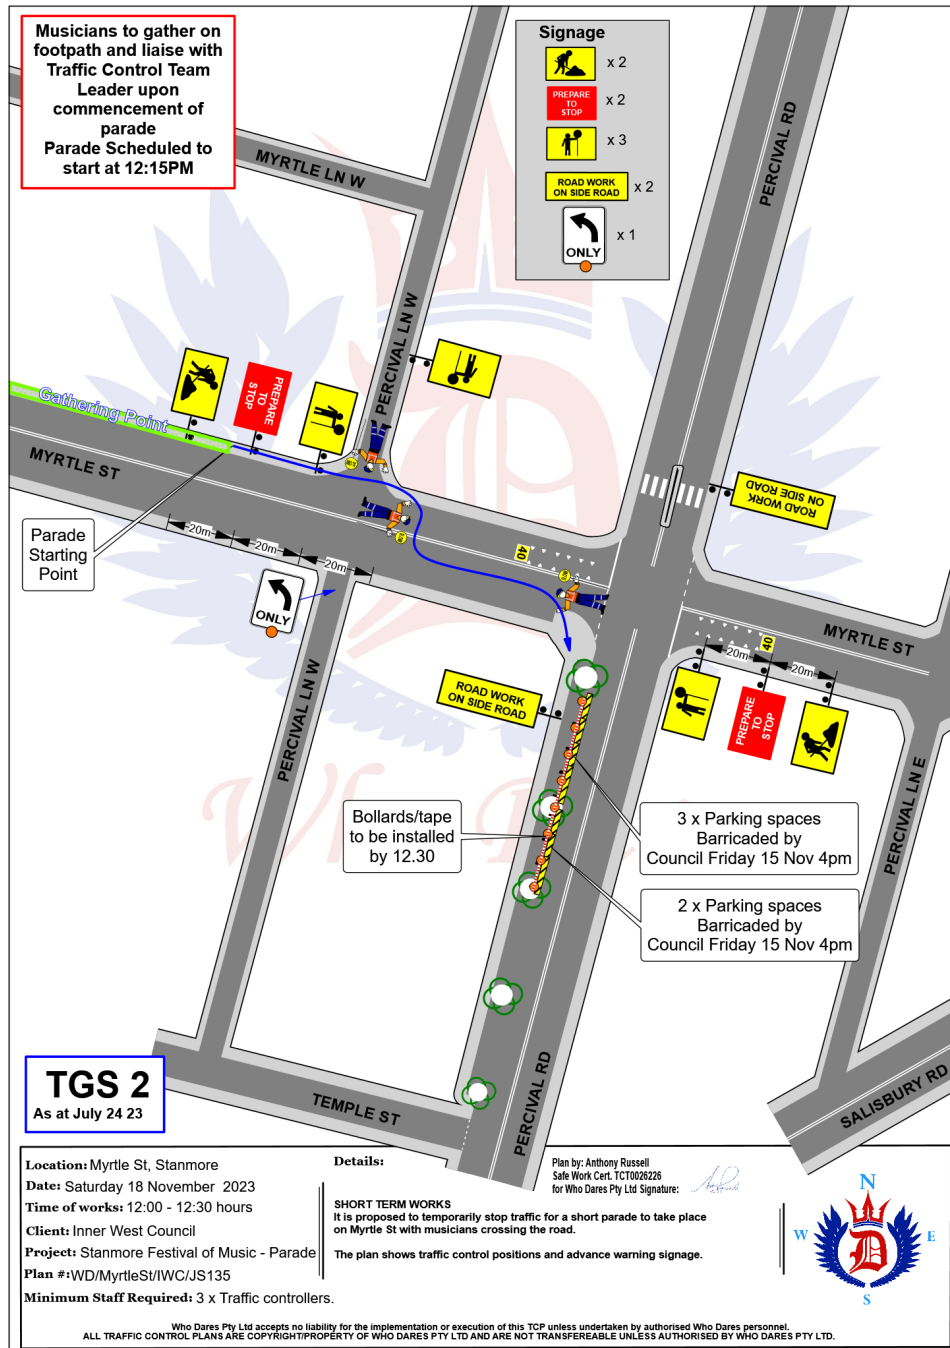 Musicians to gather on
footpath and liaise with
Traffic Control Team
Leader upon
commencement of
parade
Parade Scheduled to
start at 12:15PM
Signage
x 2
PREPARE
TO
STOP
x 2
x 3
ROAD WORK
ON SIDE ROAD
x 2
ONLY
x 1
PERCIVAL RD
MYRTLE LN W
PERCIVAL LN W
PREPARE
TO
STOP
Gathering Point
MYRTLE ST
ROAD WORK
ON SIDE ROAD
Parade
Starting
Point
20m
20m
20m
40
ONLY
MYRTLE ST
40
20m
20m
PREPARE
TO
STOP
ROAD WORK
ON SIDE ROAD
PERCIVAL LN W
PERCIVAL LN E
Bollards/tape
to be installed
by 12.30
3 x Parking spaces
Barricaded by
Council Friday 15 Nov 4pm
2 x Parking spaces
Barricaded by
Council Friday 15 Nov 4pm
TGS 2
As at July 24 23
TEMPLE ST
PERCIVAL RD
SALISBURY RD
Location: Myrtle St, Stanmore
Date: Saturday 18 November 2023
Time of works: 12:00 - 12:30 hours
Client: Inner West Council
Project: Stanmore Festival of Music - Parade
Plan #:WD/MyrtleSt/IWC/JS135
Minimum Staff Required: 3 x Traffic controllers.
Details:
SHORT TERM WORKS
It is proposed to temporarily stop traffic for a short parade to take place
on Myrtle St with musicians crossing the road.
The plan shows traffic control positions and advance warning signage.
Plan by: Anthony Russell
Safe Work Cert. TCT0026226
for Who Dares Pty Ltd Signature:
N
W
E
S
D
Who Dares Pty Ltd accepts no liability for the implementation or execution of this TCP unless undertaken by authorised Who Dares personnel.
ALL TRAFFIC CONTROL PLANS ARE COPYRIGHT/PROPERTY OF WHO DARES PTY LTD AND ARE NOT TRANSFEREABLE UNLESS AUTHORISED BY WHO DARES PTY LTD.